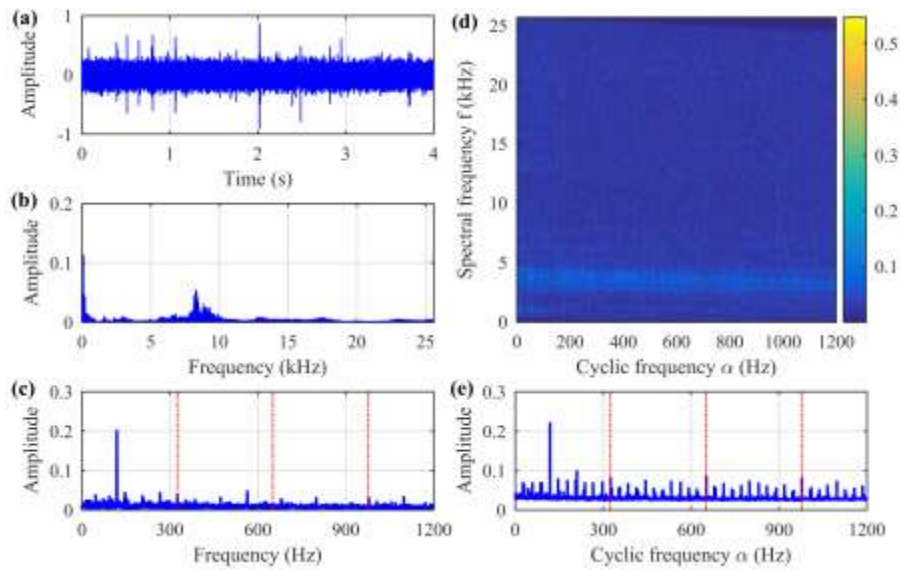 (a)
1
0
-1
Amplitude
0 1 2 3 4
Time (s)
(b)
0.2
0.1
0
Amplitude
0 5 10 15 20 25
Frequency (kHz)
(c)
0.3
0.2
0.1
0
Amplitude
0 300 600 900 1200
Frequency (Hz)
(d)
25
20
15
10
5
0
Spectral frequency f (kHz)
0 200 400 600 800 1000 1200
Cyclic frequency α (Hz)
0.5
0.4
0.3
0.2
0.1
(e)
0.3
0.2
0.1
0
Amplitude
0 300 600 900 1200
Cyclic frequency α (Hz)